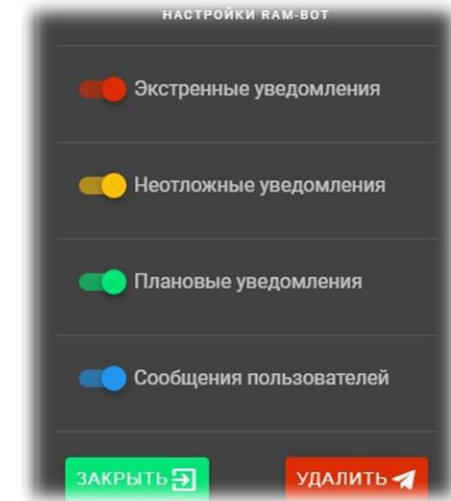 НАСТРОЙКИ RAM-BOT
Экстренные уведомления
Неотложные уведомления
Плановые уведомления
Сообщения пользователей
ЗАКРЫТЬ
УДАЛИТЬ